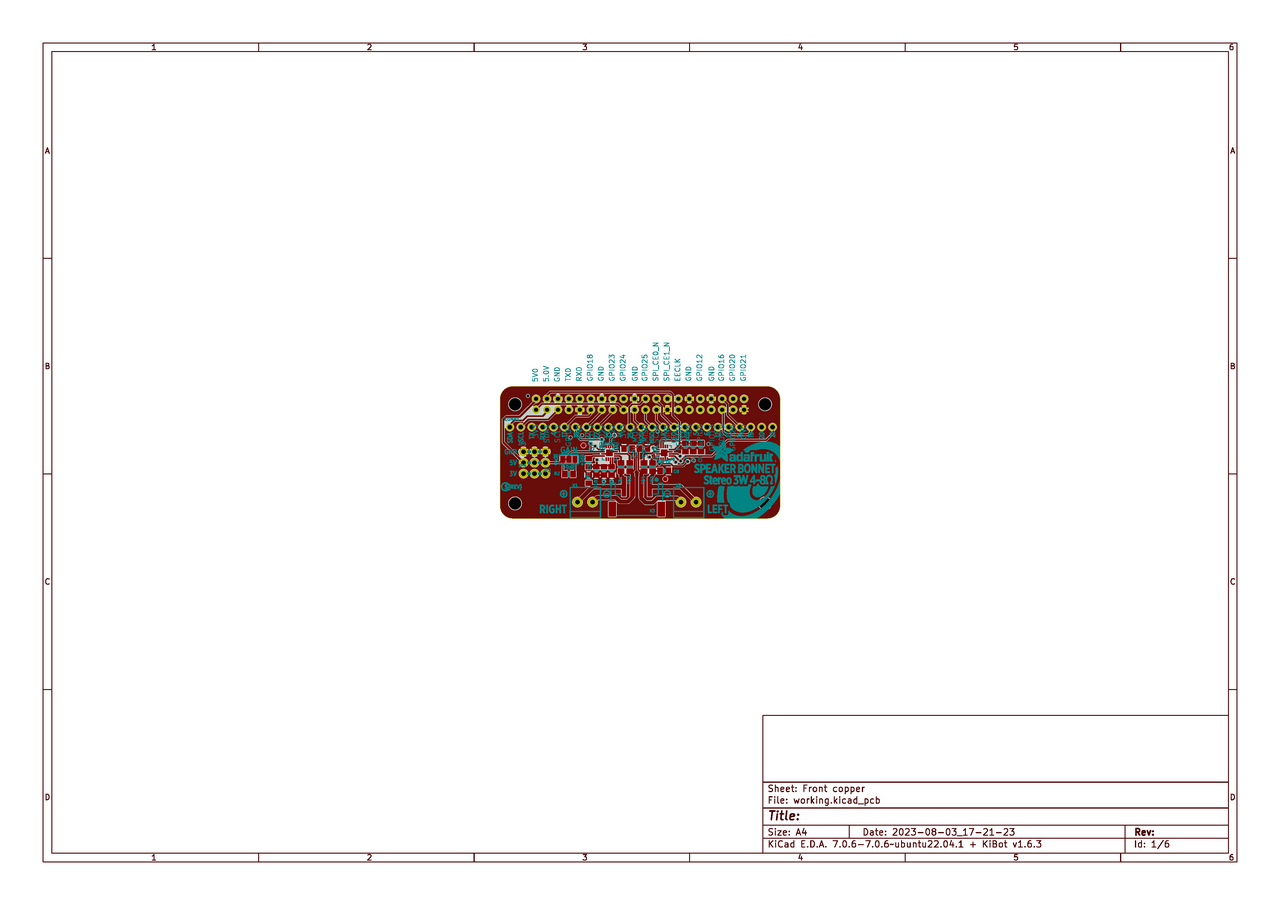 1 2 3 4 5 6
A A
5V0
5.0V
GND
TXD
RXD
GPIO18
GND
GPIO23
GPIO24
GND
GPIO25
SPI_CE0_N
SPI_CE1_N
EECLK
GND
GPIO12
GND
GPIO16
GPIO20
GPIO21
B B
adafruit
5V
SPEAKER BONNET
3V
Stereo 3W 4-8Ω
RIGHT LEFT
C C
Sheet: Front copper
D D
File: working.kicad_pcb
Title:
Size: A4 Date: 2023-08-03_17-21-23 Rev:
KiCad E.D.A. 7.0.6-7.0.6~ubuntu22.04.1 + KiBot v1.6.3 Id: 1/6
1 2 3 4 5 6